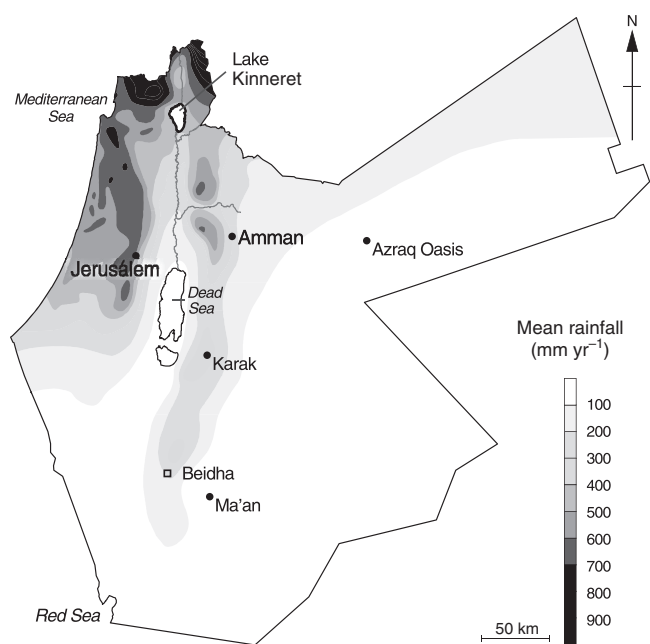 N
Lake
Kinneret
Mediterranean
Sea
Amman
Azraq Oasis
Jerusalem
Dead
Sea
Mean rainfall
(mm yr⁻¹)
Karak
100
200
300
400
500
600
700
800
900
Beidha
Ma'an
Red Sea
50 km